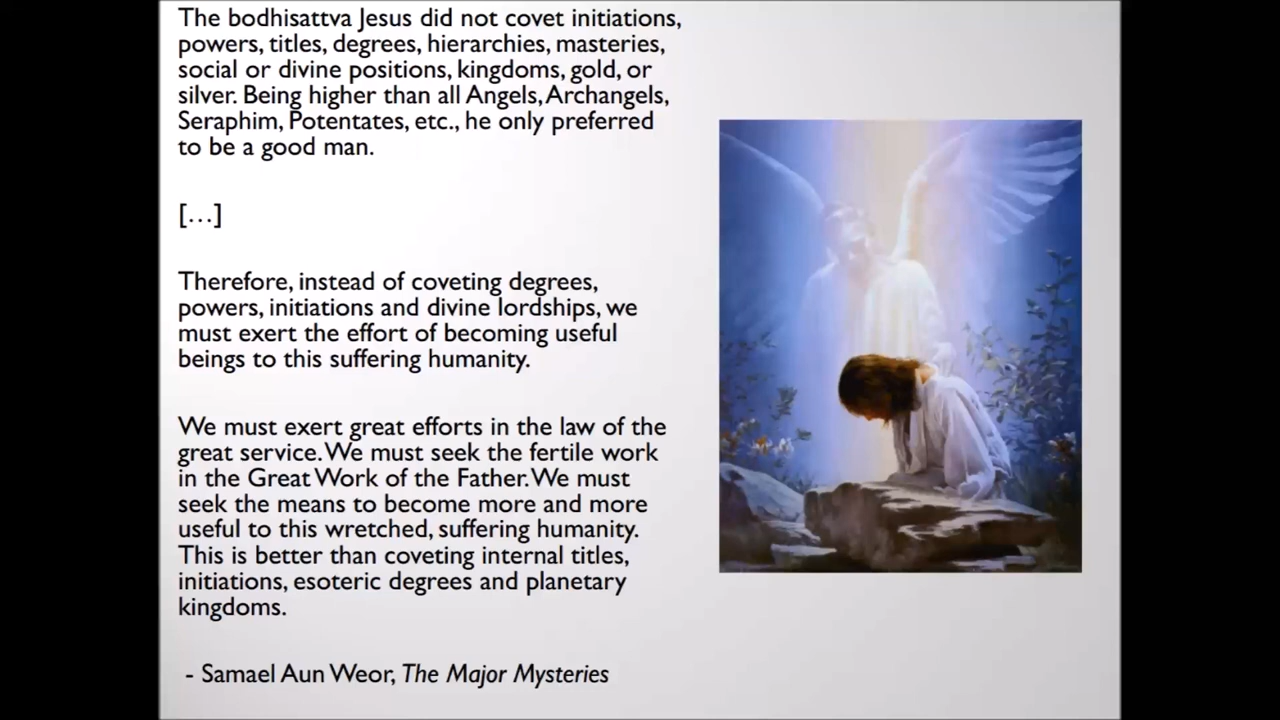 The bodhisattva Jesus did not covet initiations,
powers, titles, degrees, hierarchies, masteries,
social or divine positions, kingdoms, gold, or
silver. Being higher than all Angels, Archangels,
Seraphim, Potentates, etc., he only preferred
to be a good man.
[…]
Therefore, instead of coveting degrees,
powers, initiations and divine lordships, we
must exert the effort of becoming useful
beings to this suffering humanity.
We must exert great efforts in the law of the
great service. We must seek the fertile work
in the Great Work of the Father. We must
seek the means to become more and more
useful to this wretched, suffering humanity.
This is better than coveting internal titles,
initiations, esoteric degrees and planetary
kingdoms.
- Samael Aun Weor, The Major Mysteries